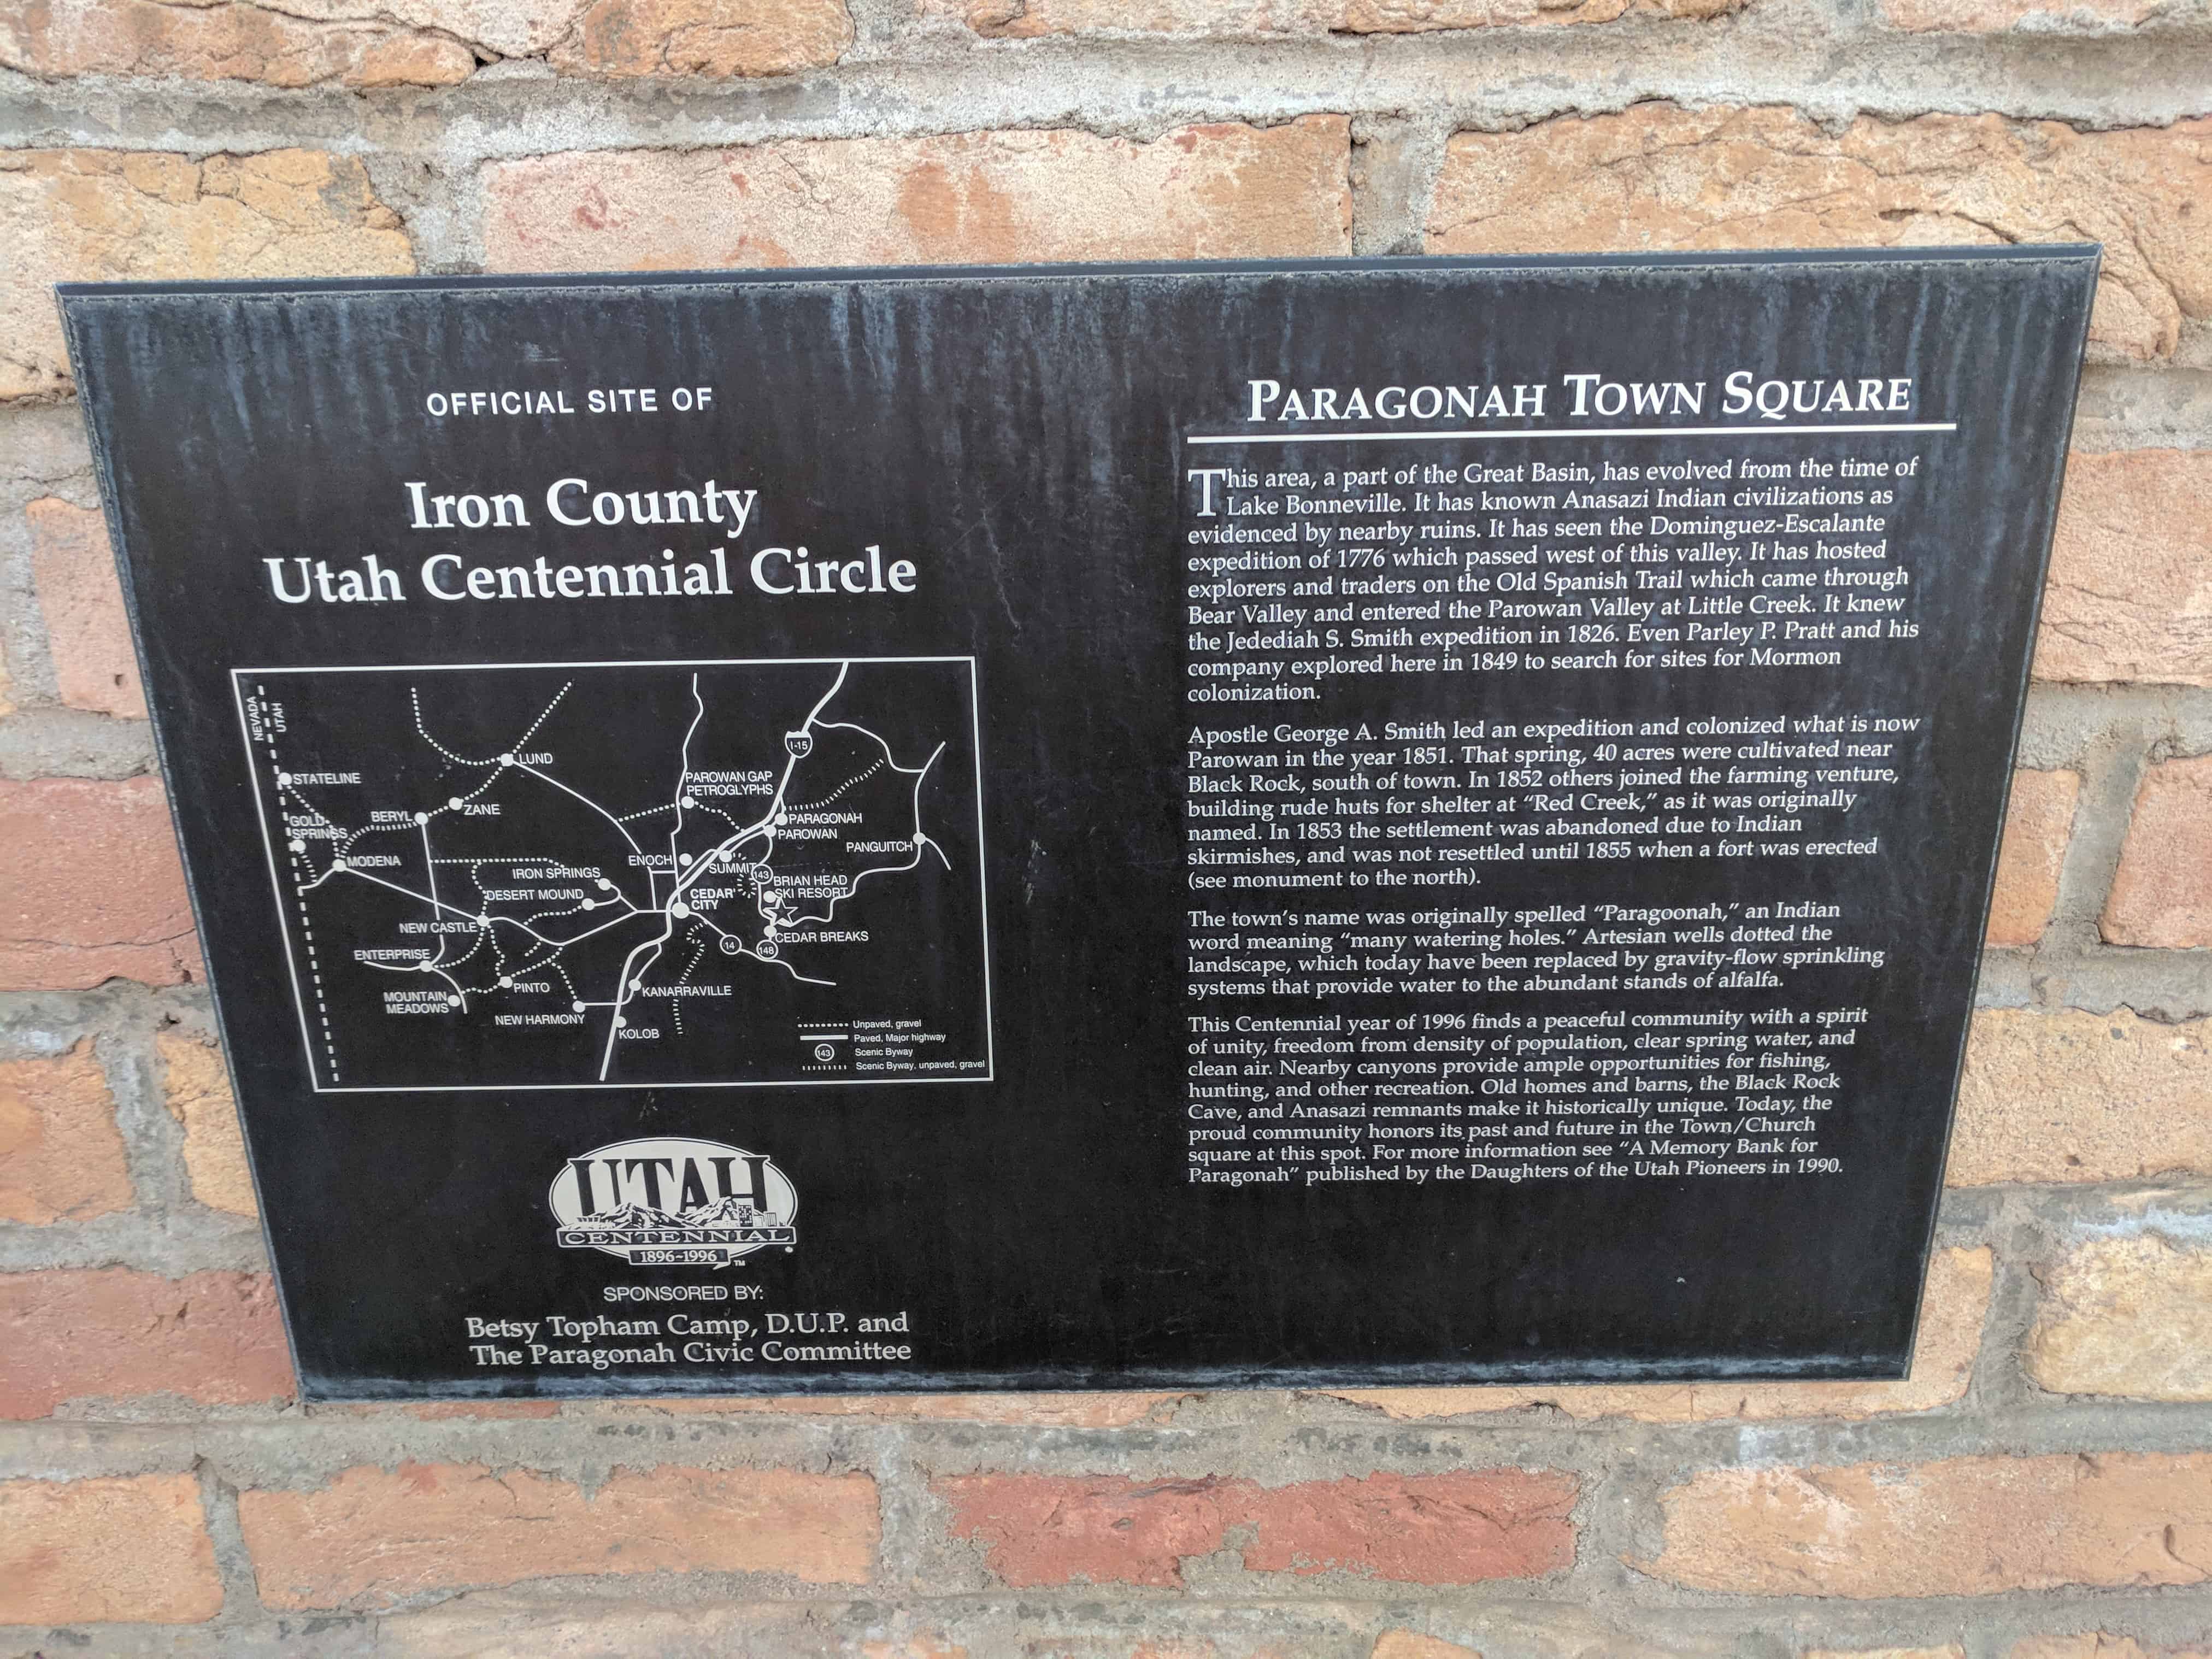 OFFICIAL SITE OF
Iron County
Utah Centennial Circle
NEVADA
UTAH
I-15
LUND
STATELINE
PAROWAN GAP
PETROGLYPHS
BERYL
ZANE
GOLD
SPRINGS
PARAGONAH
PAROWAN
PANGUITCH
MODENA
ENOCH
SUMMIT
143
IRON SPRINGS
BRIAN HEAD
SKI RESORT
DESERT MOUND
CEDAR
CITY
NEW CASTLE
CEDAR BREAKS
14
148
ENTERPRISE
PINTO
KANARRAVILLE
MOUNTAIN
MEADOWS
NEW HARMONY
KOLOB
Unpaved, gravel
Paved, Major highway
143 Scenic Byway
Scenic Byway, unpaved, gravel
UTAH
CENTENNIAL
1896-1996
TM
SPONSORED BY:
Betsy Topham Camp, D.U.P. and
The Paragonah Civic Committee
PARAGONAH TOWN SQUARE
This area, a part of the Great Basin, has evolved from the time of
Lake Bonneville. It has known Anasazi Indian civilizations as
evidenced by nearby ruins. It has seen the Dominguez-Escalante
expedition of 1776 which passed west of this valley. It has hosted
explorers and traders on the Old Spanish Trail which came through
Bear Valley and entered the Parowan Valley at Little Creek. It knew
the Jedediah S. Smith expedition in 1826. Even Parley P. Pratt and his
company explored here in 1849 to search for sites for Mormon
colonization.
Apostle George A. Smith led an expedition and colonized what is now
Parowan in the year 1851. That spring, 40 acres were cultivated near
Black Rock, south of town. In 1852 others joined the farming venture,
building rude huts for shelter at “Red Creek,” as it was originally
named. In 1853 the settlement was abandoned due to Indian
skirmishes, and was not resettled until 1855 when a fort was erected
(see monument to the north).
The town’s name was originally spelled “Paragoonah,” an Indian
word meaning “many watering holes.” Artesian wells dotted the
landscape, which today have been replaced by gravity-flow sprinkling
systems that provide water to the abundant stands of alfalfa.
This Centennial year of 1996 finds a peaceful community with a spirit
of unity, freedom from density of population, clear spring water, and
clean air. Nearby canyons provide ample opportunities for fishing,
hunting, and other recreation. Old homes and barns, the Black Rock
Cave, and Anasazi remnants make it historically unique. Today, the
proud community honors its past and future in the Town/Church
square at this spot. For more information see “A Memory Bank for
Paragonah” published by the Daughters of the Utah Pioneers in 1990.